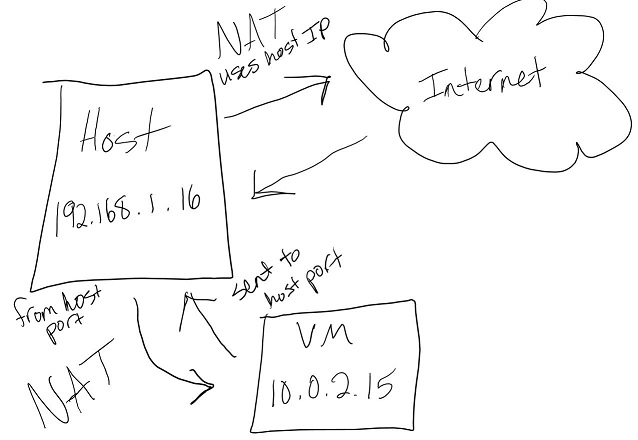 NAT
uses host IP
Internet
Host
192.168.1.16
from host
port
sent to
host port
NAT
VM
10.0.2.15